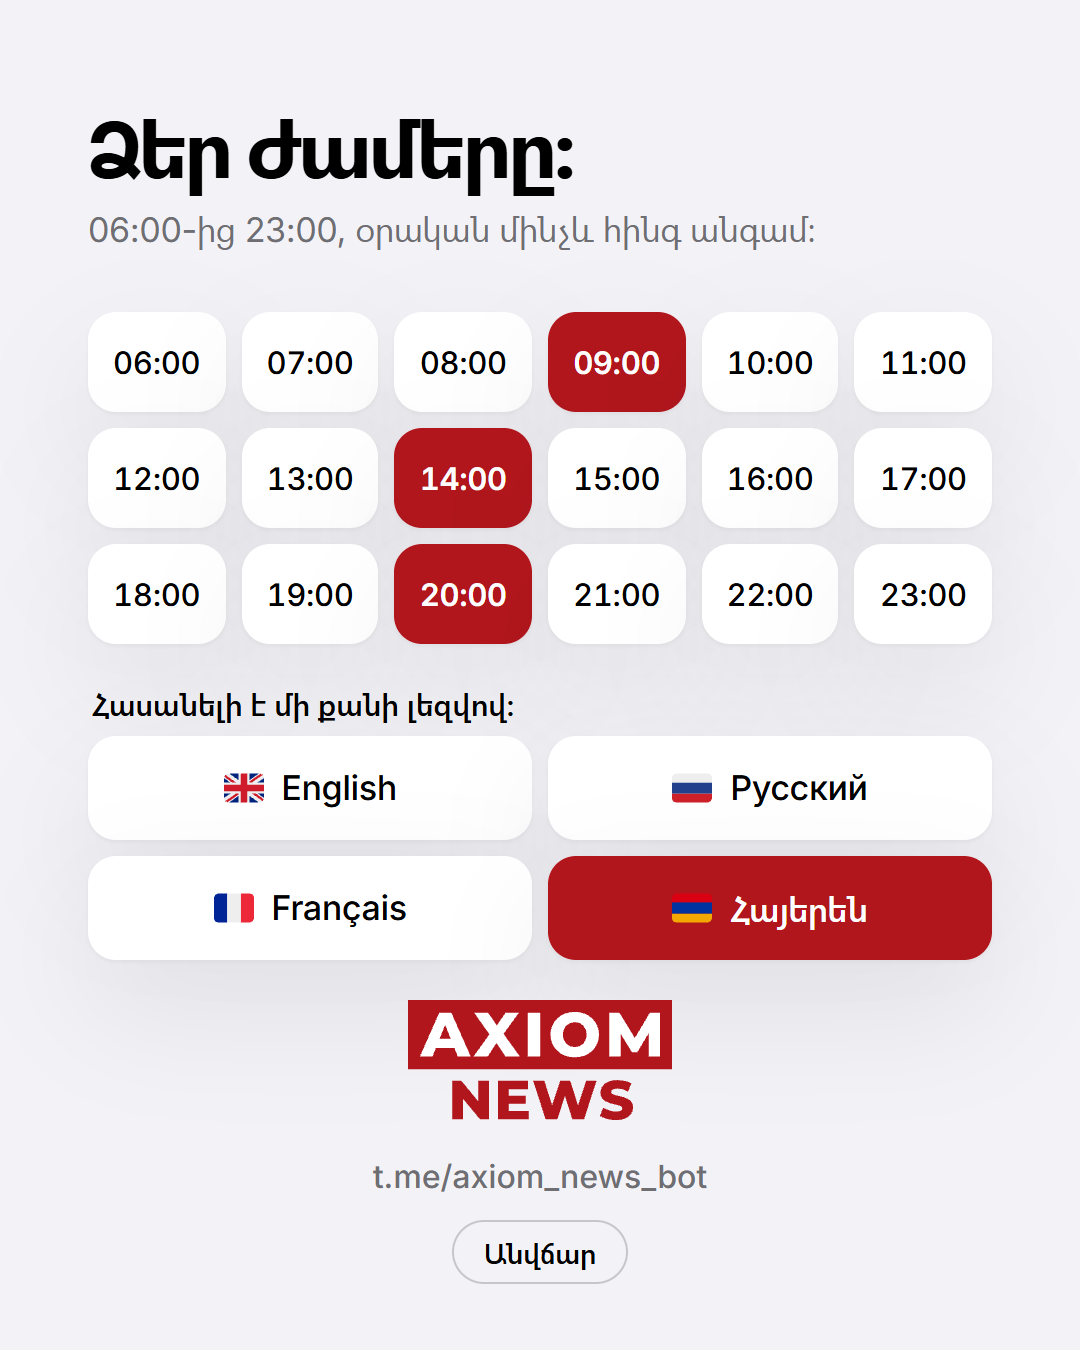 Ձեր ժամերը:
06:00-ից 23:00, օրական մինչև հինգ անգամ:
06:00 07:00 08:00 09:00 10:00 11:00
12:00 13:00 14:00 15:00 16:00 17:00
18:00 19:00 20:00 21:00 22:00 23:00
Հասանելի է մի քանի լեզվով:
English Русский
Français Հայերեն
AXIOM
NEWS
t.me/axiom_news_bot
Անվճար